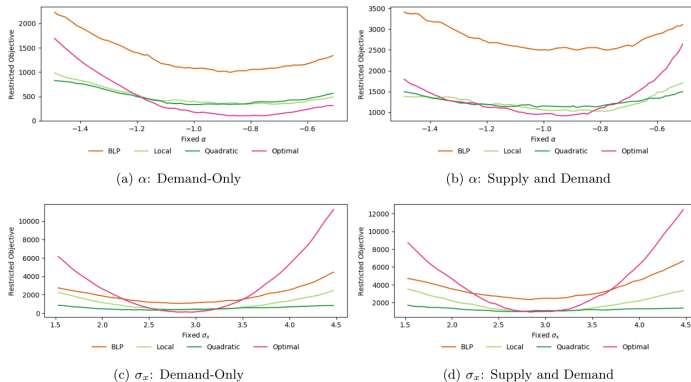 Restricted Objective
2000
1500
1000
500
0
−1.4 −1.2 −1.0 −0.8 −0.6
Fixed α
BLP Local Quadratic Optimal
(a) α: Demand-Only
Restricted Objective
3500
3000
2500
2000
1500
1000
−1.4 −1.2 −1.0 −0.8 −0.6
Fixed α
BLP Local Quadratic Optimal
(b) α: Supply and Demand
Restricted Objective
10000
8000
6000
4000
2000
0
1.5 2.0 2.5 3.0 3.5 4.0 4.5
Fixed σx
BLP Local Quadratic Optimal
(c) σx: Demand-Only
Restricted Objective
12000
10000
8000
6000
4000
2000
1.5 2.0 2.5 3.0 3.5 4.0 4.5
Fixed σx
BLP Local Quadratic Optimal
(d) σx: Supply and Demand